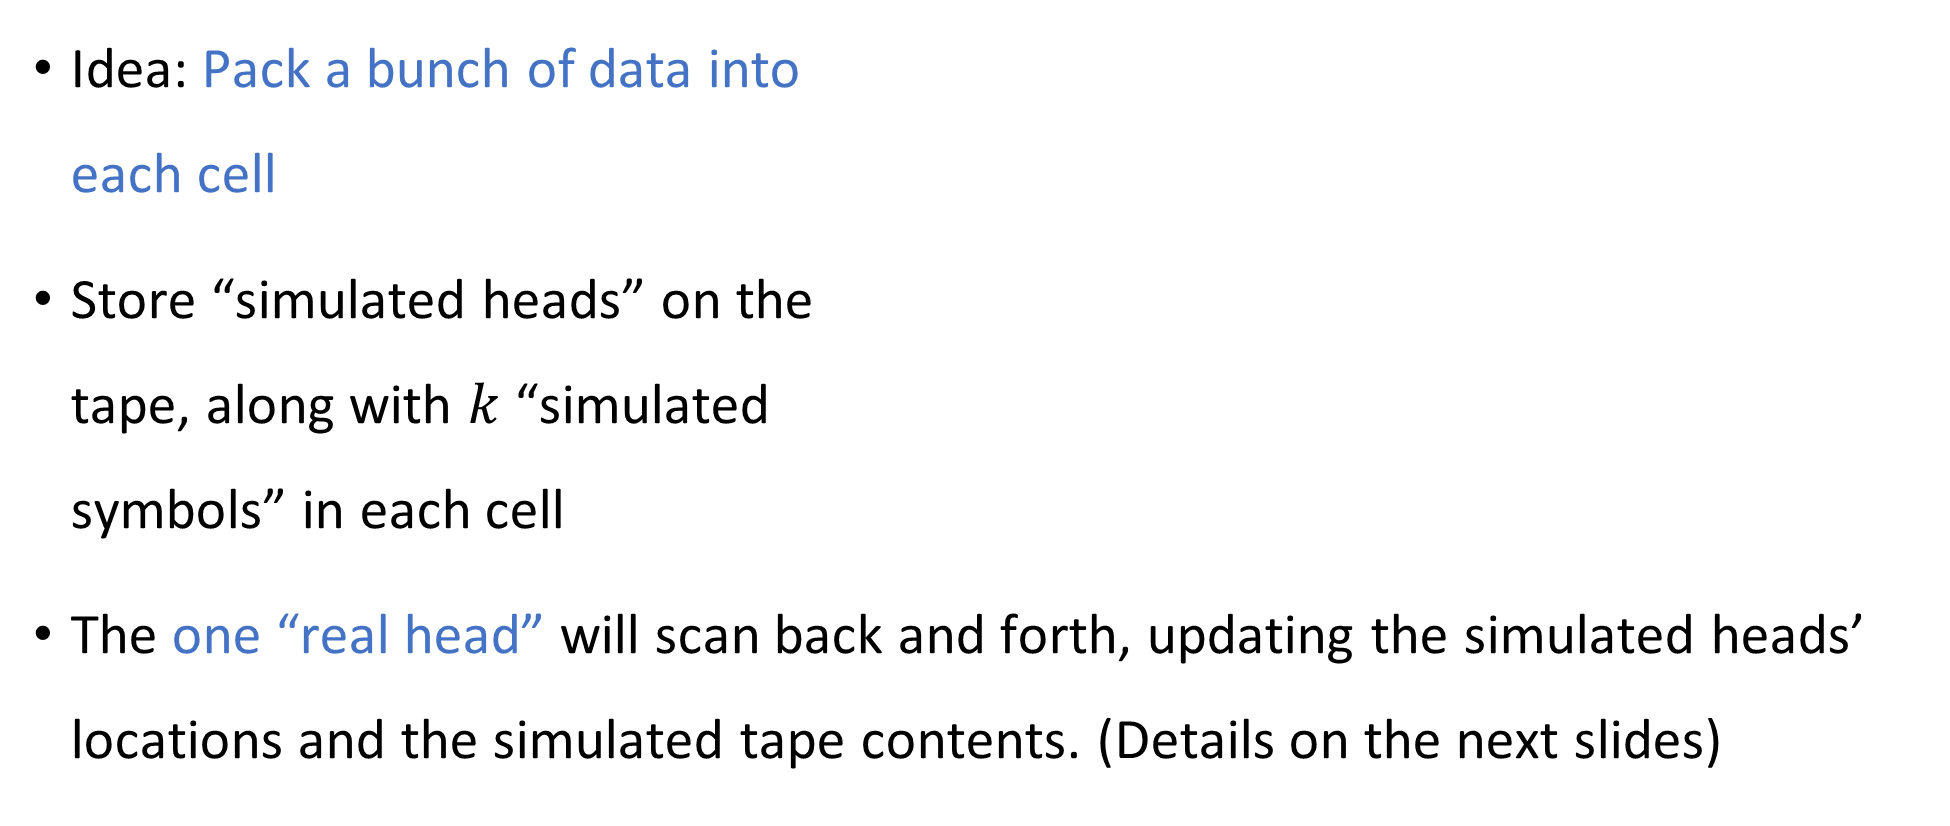 • Idea: Pack a bunch of data into
each cell
• Store “simulated heads” on the
tape, along with 𝑘 “simulated
symbols” in each cell
• The one “real head” will scan back and forth, updating the simulated heads’
locations and the simulated tape contents. (Details on the next slides)